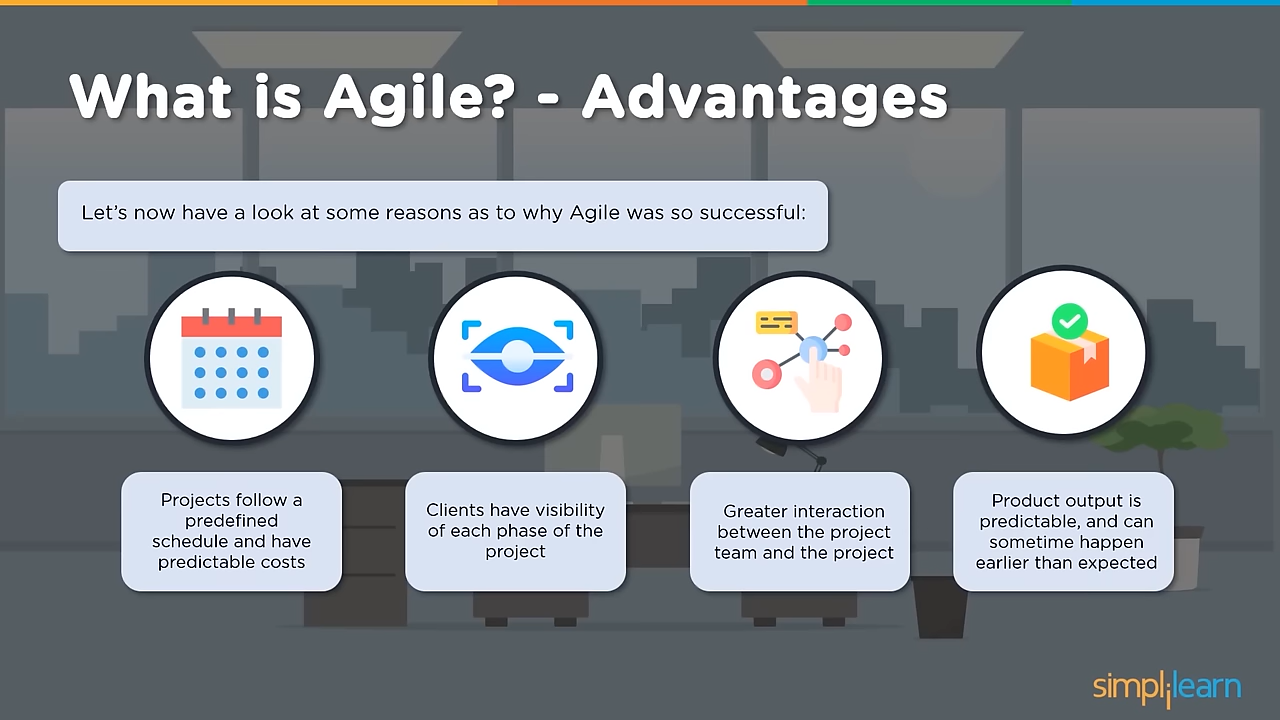 What is Agile? - Advantages
Let's now have a look at some reasons as to why Agile was so successful:
Projects follow a
predefined
schedule and have
predictable costs
Clients have visibility
of each phase of the
project
Greater interaction
between the project
team and the project
Product output is
predictable, and can
sometime happen
earlier than expected
simplilearn